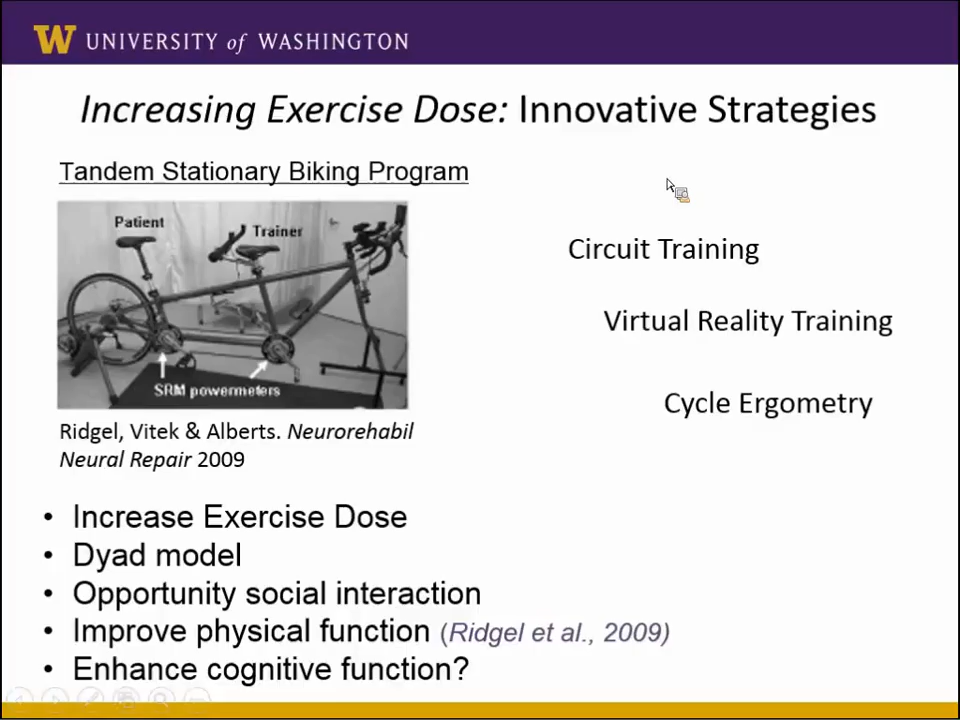 W UNIVERSITY of WASHINGTON
Increasing Exercise Dose: Innovative Strategies
Tandem Stationary Biking Program
Patient
Trainer
SRM powermeters
Ridgel, Vitek & Alberts. Neurorehabil
Neural Repair 2009
Circuit Training
Virtual Reality Training
Cycle Ergometry
• Increase Exercise Dose
• Dyad model
• Opportunity social interaction
• Improve physical function (Ridgel et al., 2009)
• Enhance cognitive function?